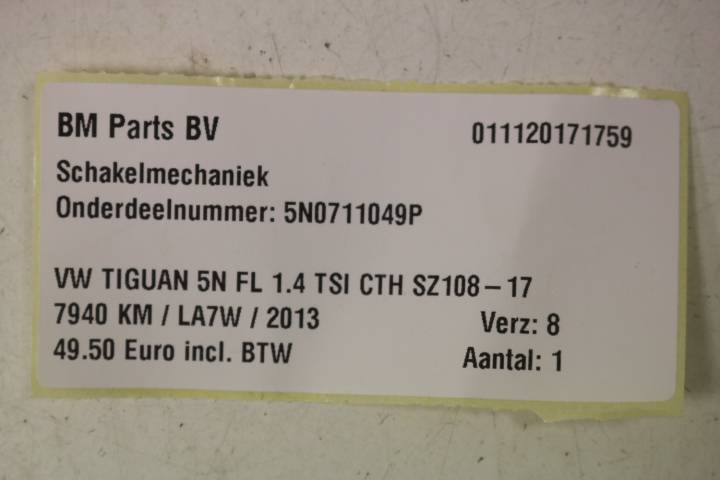 BM Parts BV 011120171759
Schakelmechaniek
Onderdeelnummer: 5N0711049P
VW TIGUAN 5N FL 1.4 TSI CTH SZ108-17
7940 KM / LA7W / 2013 Verz: 8
49.50 Euro incl. BTW Aantal: 1